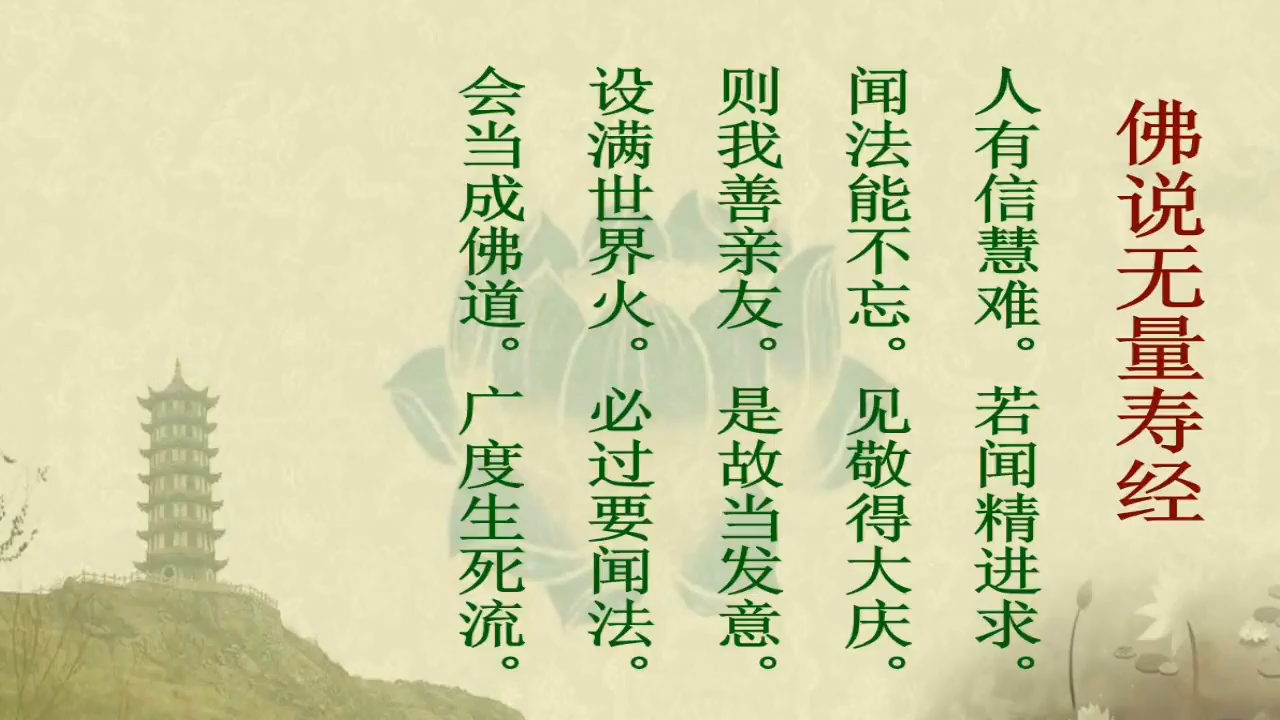 佛说无量寿经
人有信慧难。若闻精进求。
闻法能不忘。见敬得大庆。
则我善亲友。是故当发意。
设满世界火。必过要闻法。
会当成佛道。广度生死流。